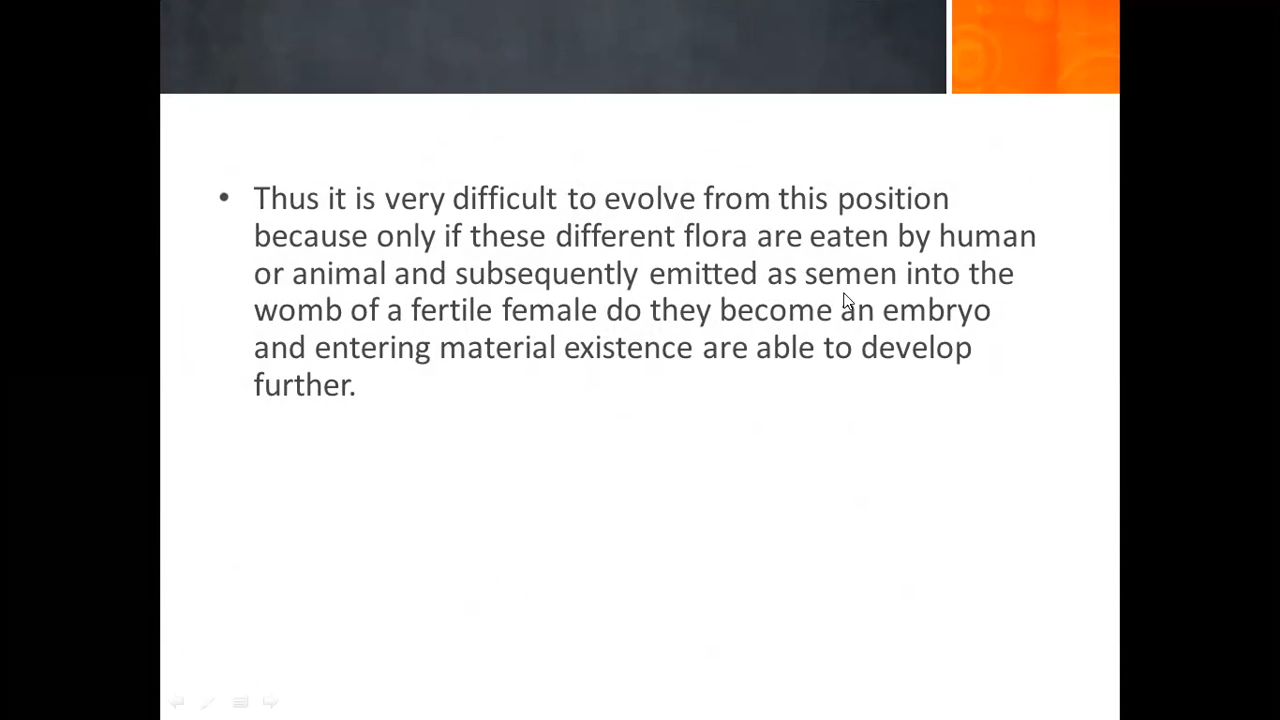 • Thus it is very difficult to evolve from this position
because only if these different flora are eaten by human
or animal and subsequently emitted as semen into the
womb of a fertile female do they become an embryo
and entering material existence are able to develop
further.